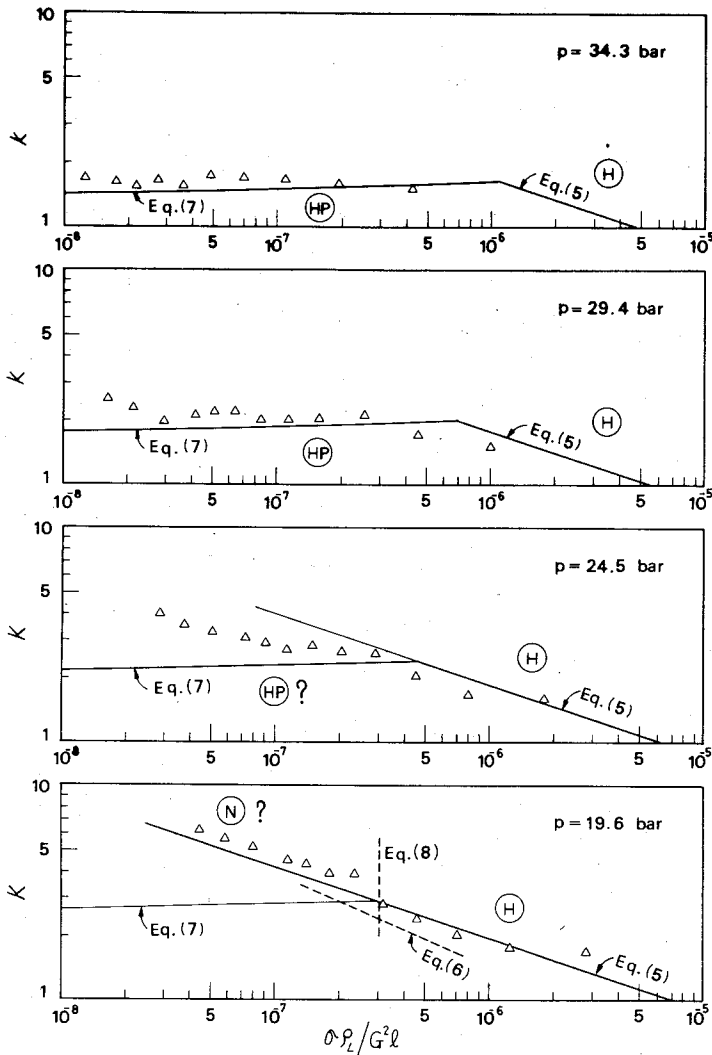 10
p = 34.3 bar
5
K
H
Eq.(5)
Eq.(7)
HP
1
10⁻⁸ 5 10⁻⁷ 5 10⁻⁶ 5 10⁻⁵
10
p = 29.4 bar
5
K
H
Eq.(5)
Eq.(7)
HP
1
10⁻⁸ 5 10⁻⁷ 5 10⁻⁶ 5 10⁻⁵
10
p = 24.5 bar
5
K
H
Eq.(7)
Eq.(5)
HP ?
1
10⁻⁸ 5 10⁻⁷ 5 10⁻⁶ 5 10⁻⁵
10
N ?
p = 19.6 bar
5
Eq.(8)
K
H
Eq.(7)
Eq.(6)
Eq.(5)
1
10⁻⁸ 5 10⁻⁷ 5 10⁻⁶ 5 10⁻⁵
σρ_L/G²ℓ